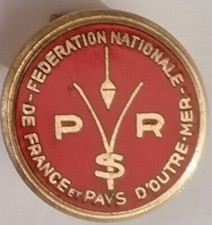 FEDERATION NATIONALE
- DE FRANCE ET PAYS D'OUTRE-MER -
P S R